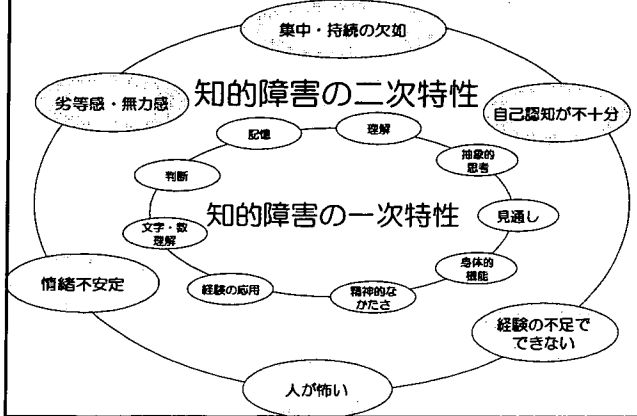 集中・持続の欠如
知的障害の二次特性
劣等感・無力感
自己認知が不十分
記憶
理解
抽象的
思考
判断
知的障害の一次特性
見通し
文字・数
理解
身体的
機能
経験の応用
精神的な
かたさ
情緒不安定
経験の不足で
できない
人が怖い